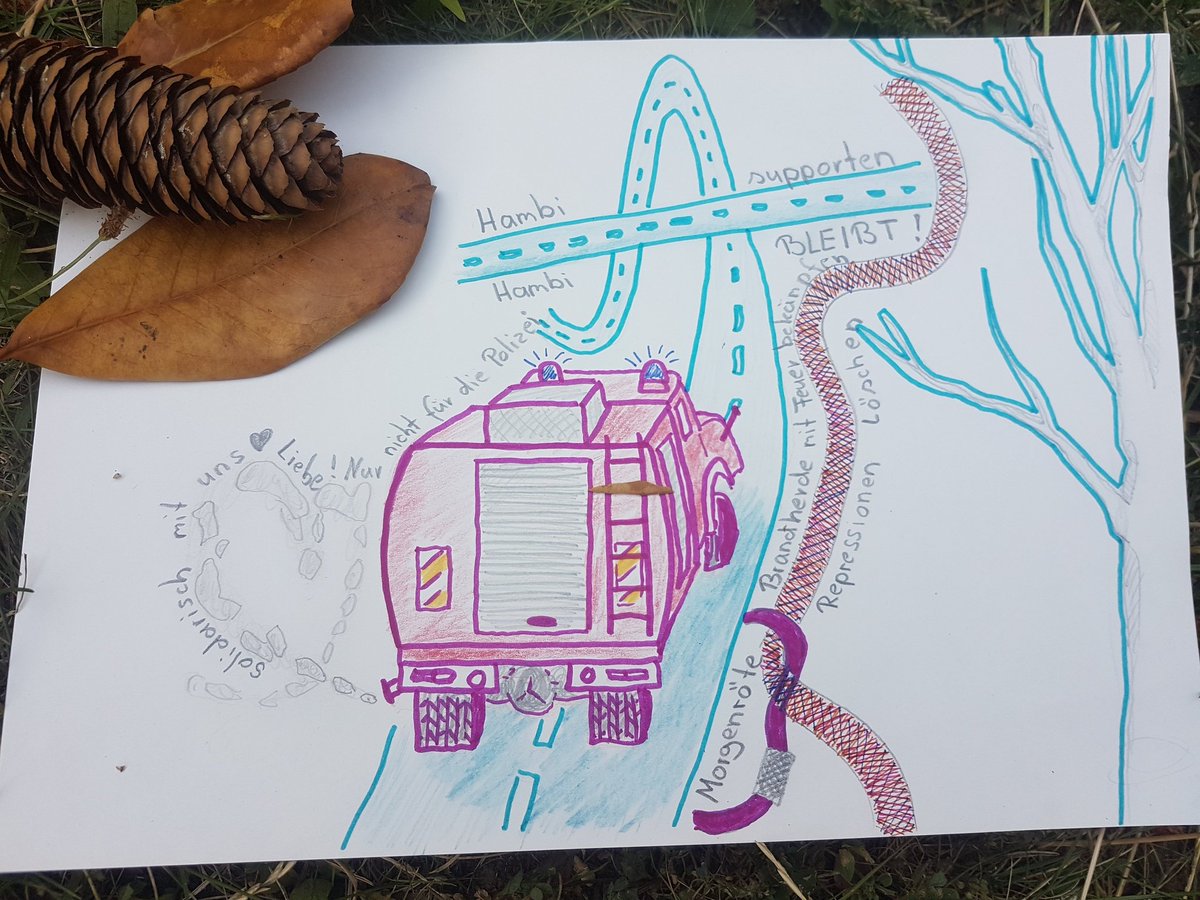 Hambi supporten
Hambi BLEIBT!
solidarisch mit uns ♥ Liebe! Nur nicht für die Polizei
Brandherde mit Feuer bekämpfen
Repressionen Löschen
Morgenröte